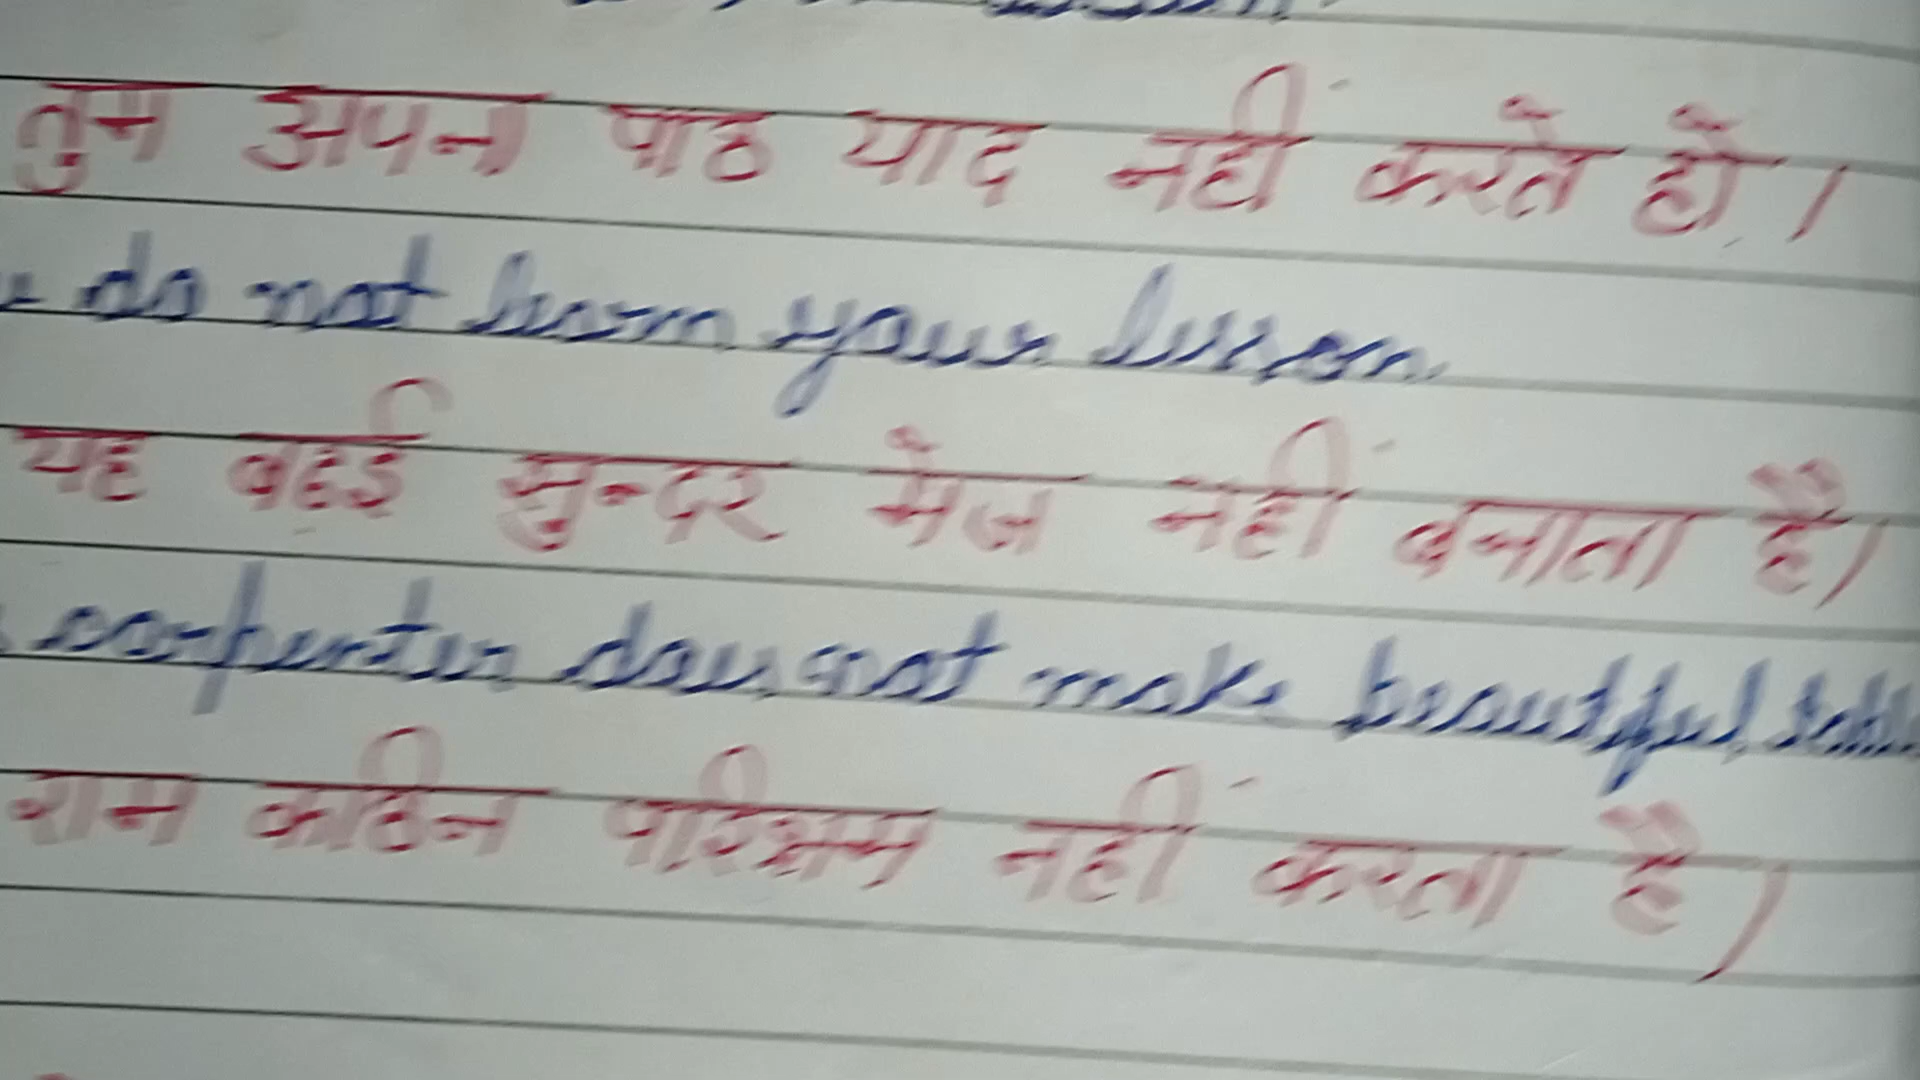 तुम अपना पाठ याद नहीं करते हो।
do not learn your lesson.
यह बढ़ई सुन्दर मेज नहीं बनाता है।
carpenter does not make beautiful
राम कठिन परिश्रम नहीं करता है।